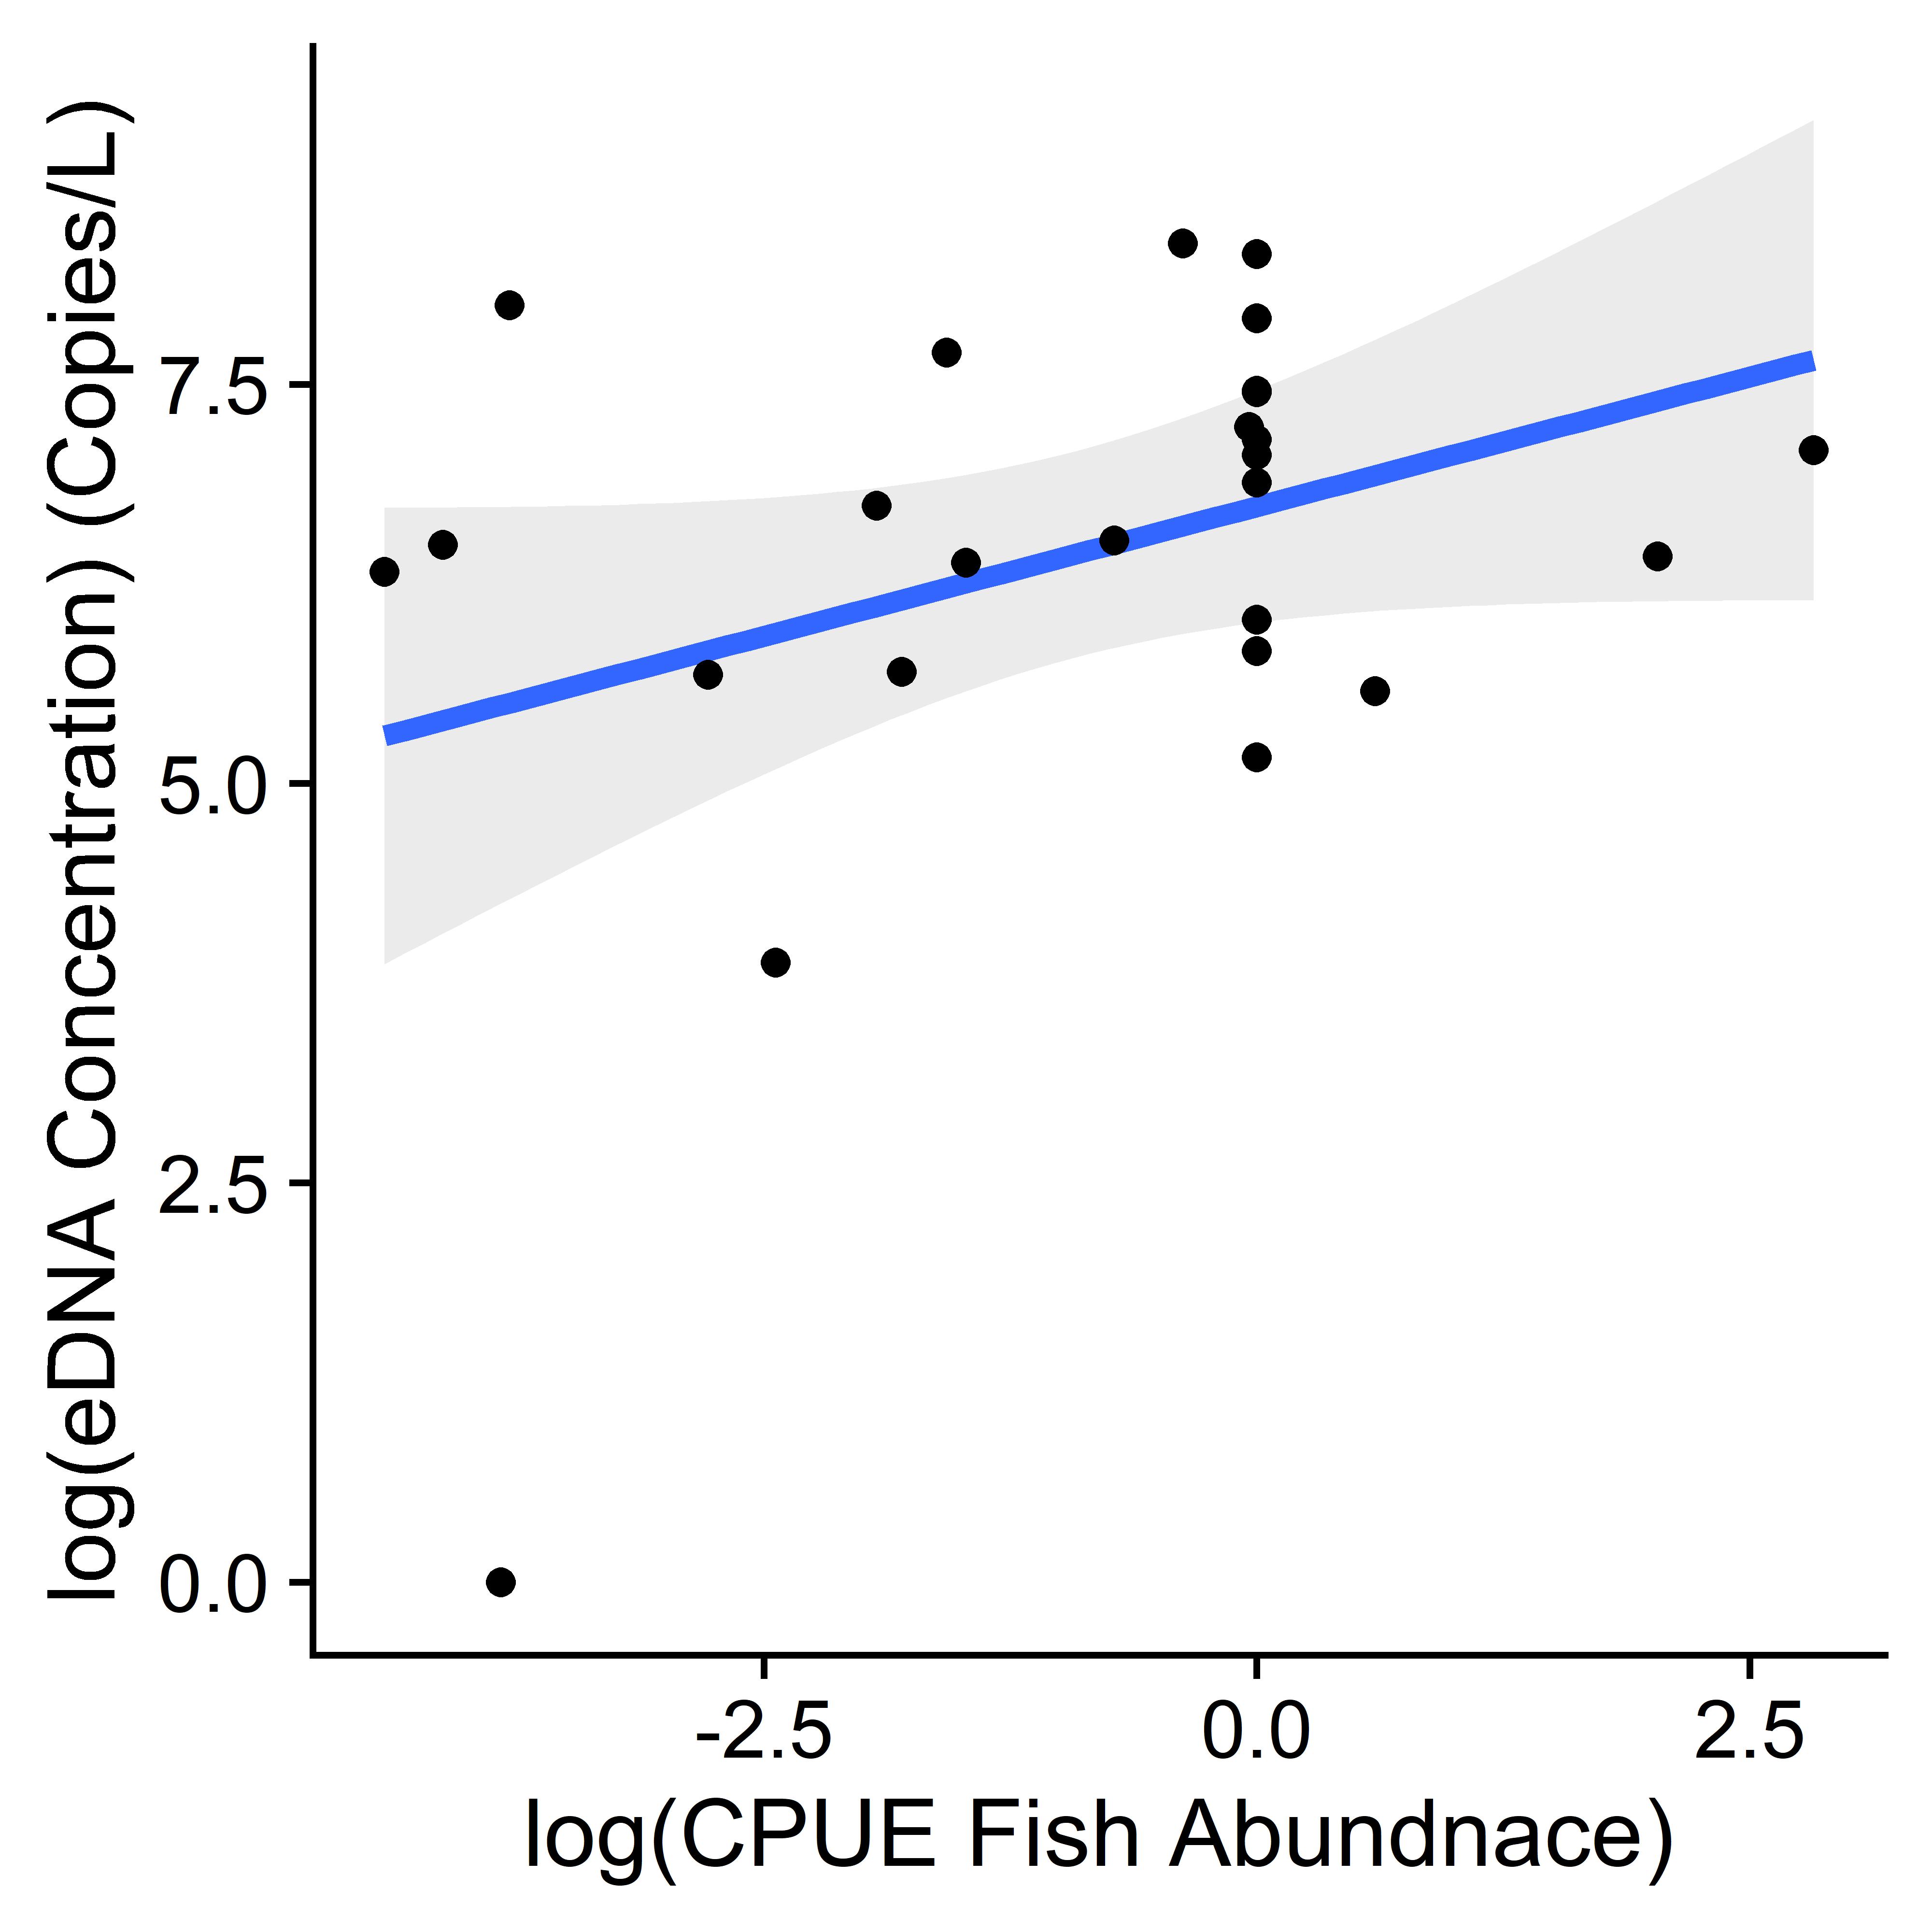 log(eDNA Concentration) (Copies/L)
7.5
5.0
2.5
0.0
-2.5 0.0 2.5
log(CPUE Fish Abundnace)